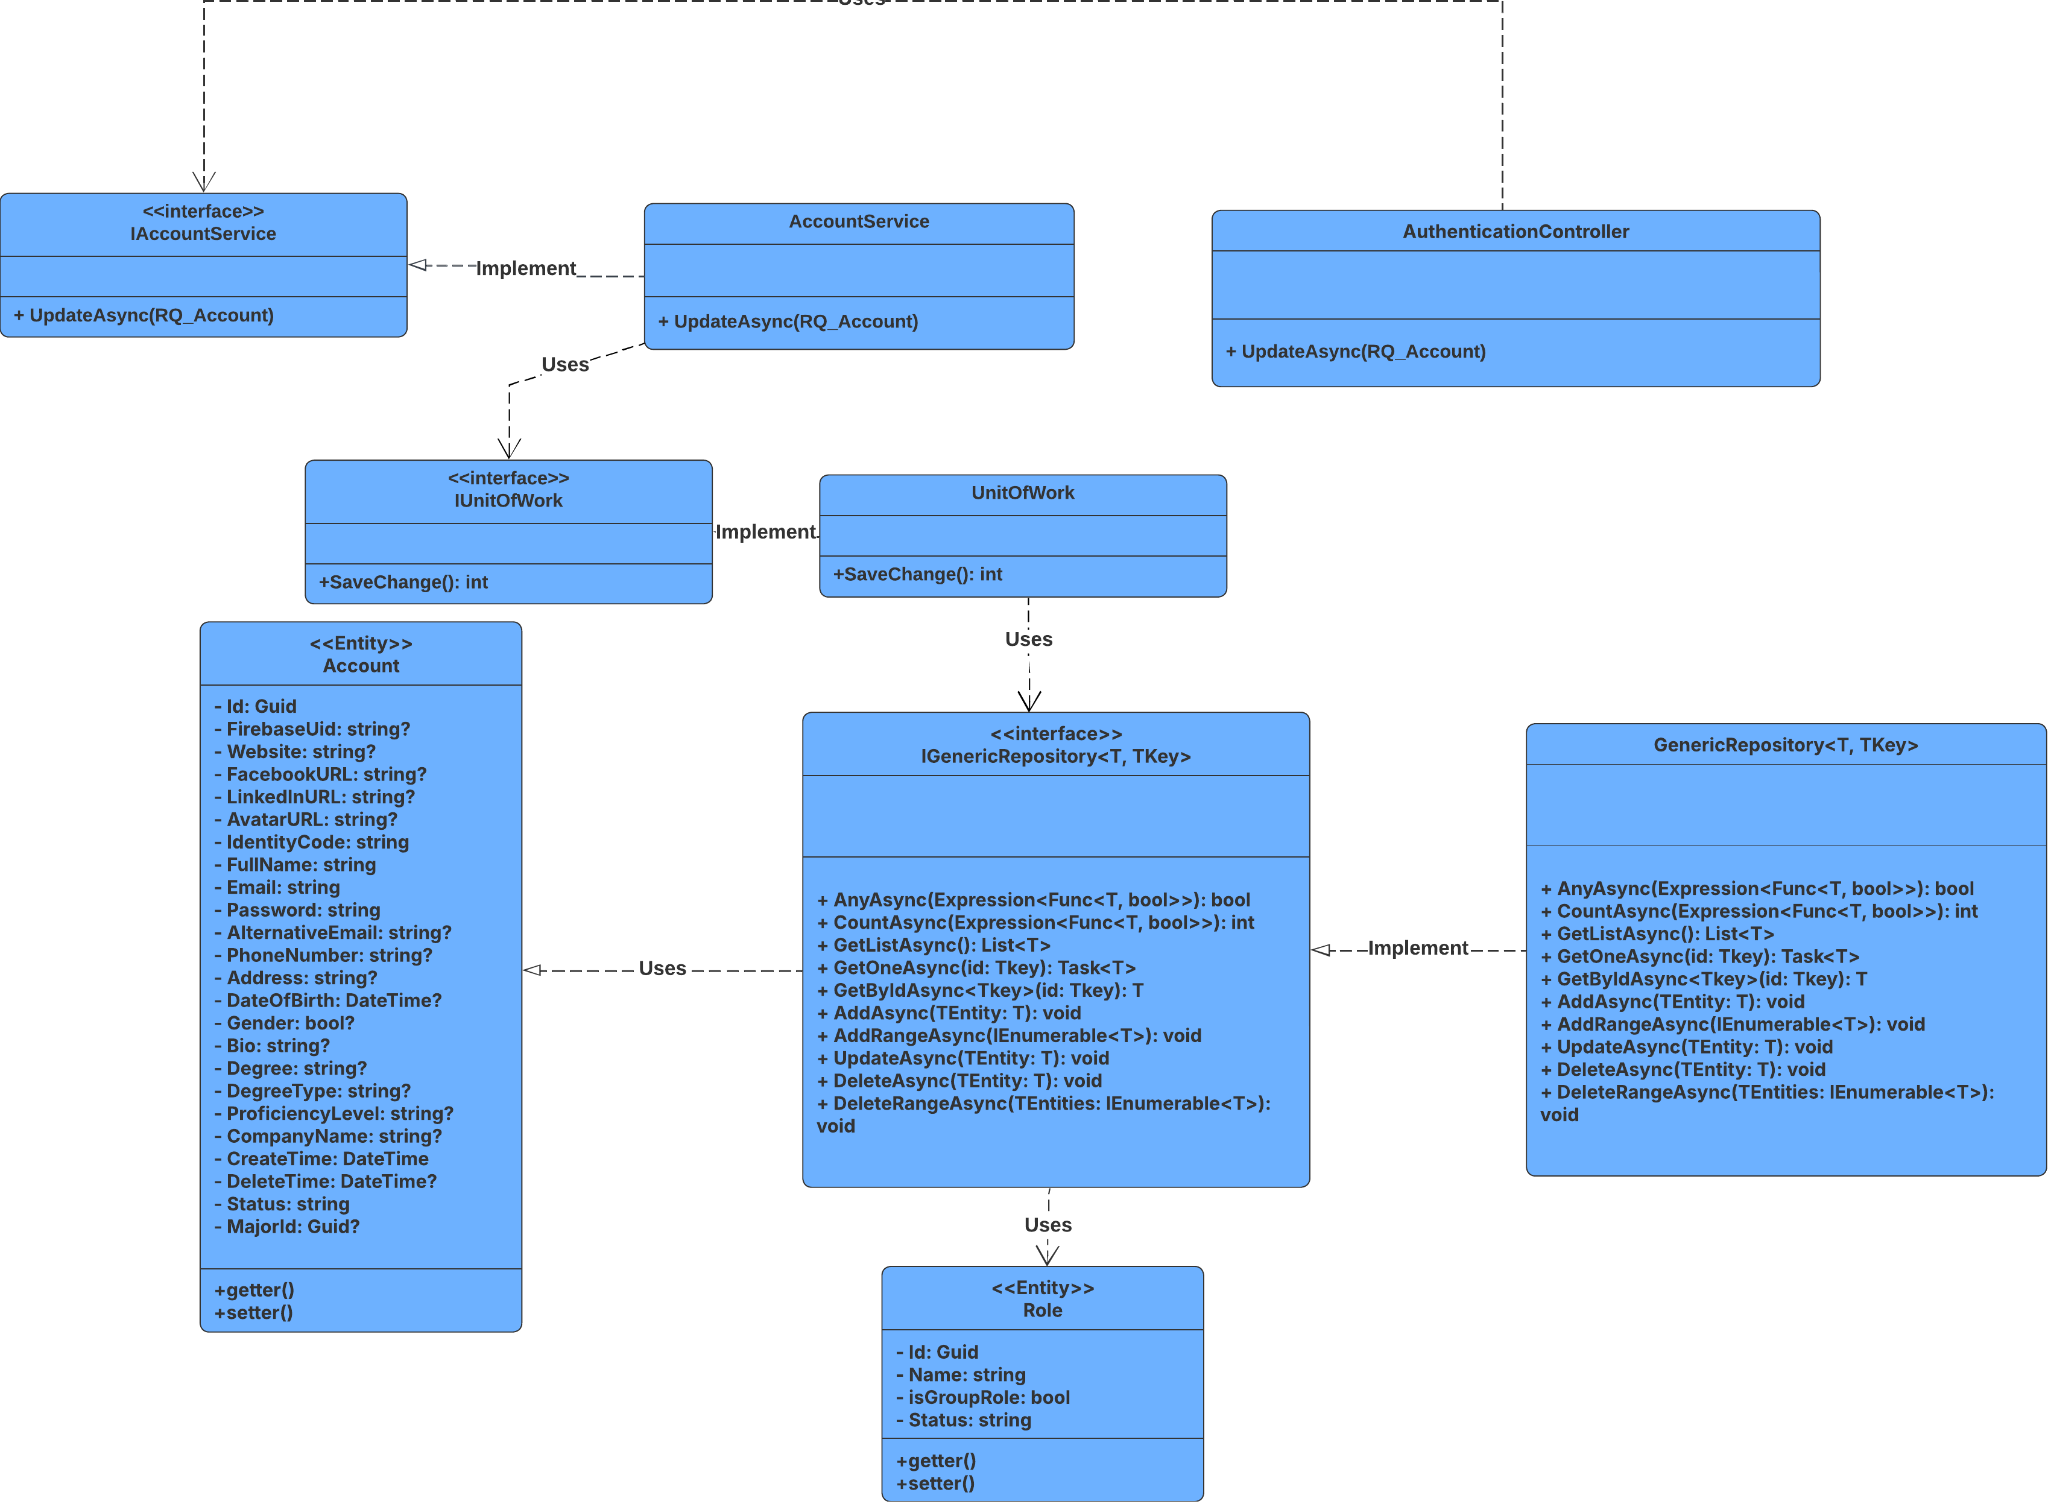 Uses
<<interface>>
IAccountService
+ UpdateAsync(RQ_Account)
Implement
AccountService
+ UpdateAsync(RQ_Account)
AuthenticationController
+ UpdateAsync(RQ_Account)
Uses
<<interface>>
IUnitOfWork
+SaveChange(): int
Implement
UnitOfWork
+SaveChange(): int
Uses
<<Entity>>
Account
- Id: Guid
- FirebaseUid: string?
- Website: string?
- FacebookURL: string?
- LinkedInURL: string?
- AvatarURL: string?
- IdentityCode: string
- FullName: string
- Email: string
- Password: string
- AlternativeEmail: string?
- PhoneNumber: string?
- Address: string?
- DateOfBirth: DateTime?
- Gender: bool?
- Bio: string?
- Degree: string?
- DegreeType: string?
- ProficiencyLevel: string?
- CompanyName: string?
- CreateTime: DateTime
- DeleteTime: DateTime?
- Status: string
- MajorId: Guid?
+getter()
+setter()
Uses
<<interface>>
IGenericRepository<T, TKey>
+ AnyAsync(Expression<Func<T, bool>>): bool
+ CountAsync(Expression<Func<T, bool>>): int
+ GetListAsync(): List<T>
+ GetOneAsync(id: Tkey): Task<T>
+ GetByIdAsync<Tkey>(id: Tkey): T
+ AddAsync(TEntity: T): void
+ AddRangeAsync(IEnumerable<T>): void
+ UpdateAsync(TEntity: T): void
+ DeleteAsync(TEntity: T): void
+ DeleteRangeAsync(TEntities: IEnumerable<T>):
void
Implement
GenericRepository<T, TKey>
+ AnyAsync(Expression<Func<T, bool>>): bool
+ CountAsync(Expression<Func<T, bool>>): int
+ GetListAsync(): List<T>
+ GetOneAsync(id: Tkey): Task<T>
+ GetByIdAsync<Tkey>(id: Tkey): T
+ AddAsync(TEntity: T): void
+ AddRangeAsync(IEnumerable<T>): void
+ UpdateAsync(TEntity: T): void
+ DeleteAsync(TEntity: T): void
+ DeleteRangeAsync(TEntities: IEnumerable<T>):
void
Uses
<<Entity>>
Role
- Id: Guid
- Name: string
- isGroupRole: bool
- Status: string
+getter()
+setter()